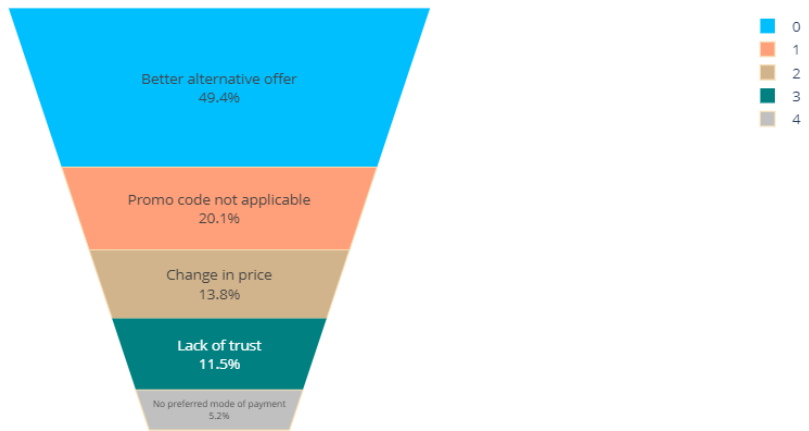 Better alternative offer
49.4%
Promo code not applicable
20.1%
Change in price
13.8%
Lack of trust
11.5%
No preferred mode of payment
5.2%
0
1
2
3
4